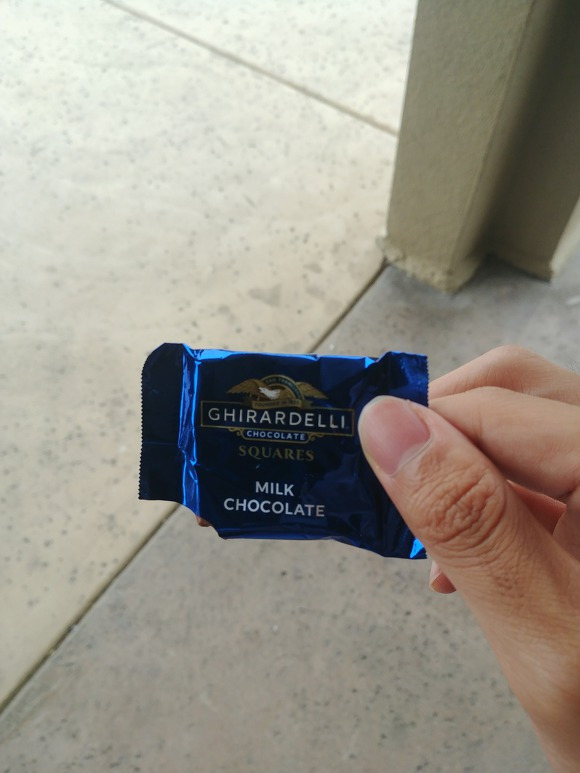 GHIRARDELLI
CHOCOLATE
SQUARES
MILK
CHOCOLATE